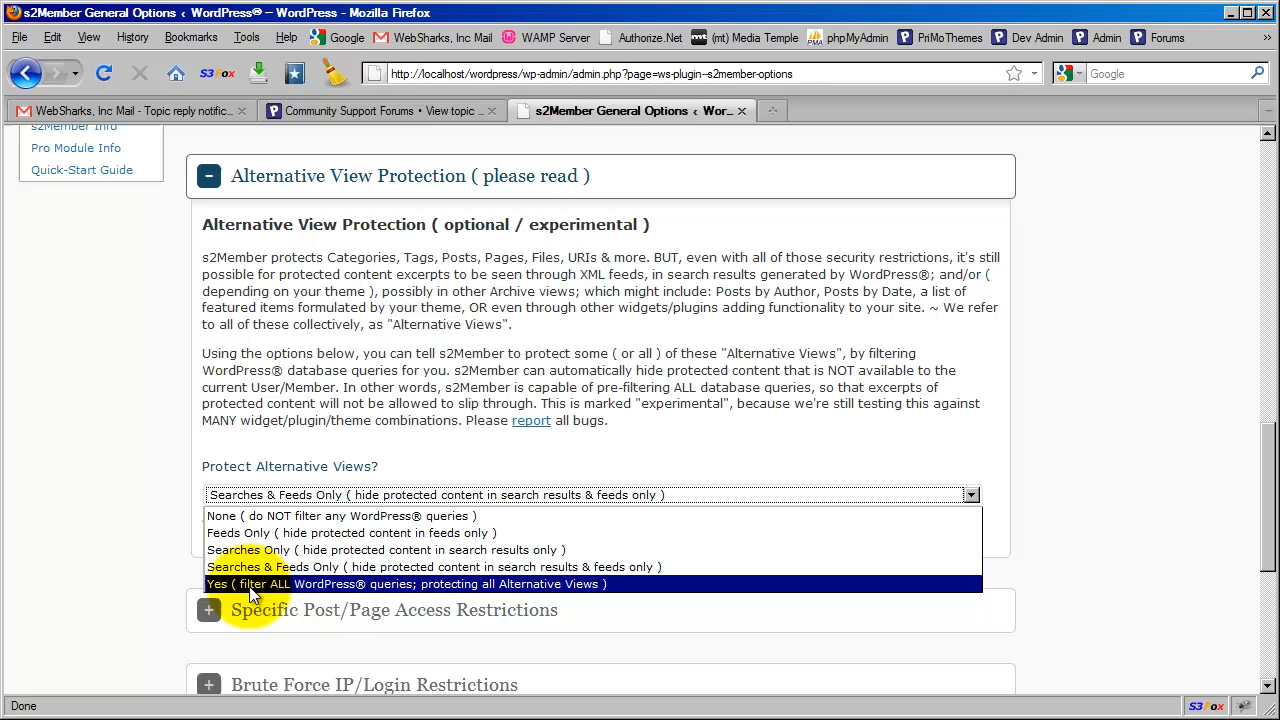 s2Member General Options ‹ WordPress® — WordPress - Mozilla Firefox
File Edit View History Bookmarks Tools Help Google WebSharks, Inc Mail WAMP Server Authorize.Net (mt) Media Temple phpMyAdmin PriMoThemes Dev Admin Admin Forums »
S3Fox http://localhost/wordpress/wp-admin/admin.php?page=ws-plugin--s2member-options Google
WebSharks, Inc Mail - Topic reply notific... Community Support Forums • View topic ... s2Member General Options ‹ Wor...
s2Member Info
Pro Module Info
Quick-Start Guide
Alternative View Protection ( please read )
Alternative View Protection ( optional / experimental )
s2Member protects Categories, Tags, Posts, Pages, Files, URIs & more. BUT, even with all of those security restrictions, it's still
possible for protected content excerpts to be seen through XML feeds, in search results generated by WordPress®; and/or (
depending on your theme ), possibly in other Archive views; which might include: Posts by Author, Posts by Date, a list of
featured items formulated by your theme, OR even through other widgets/plugins adding functionality to your site. ~ We refer
to all of these collectively, as "Alternative Views".
Using the options below, you can tell s2Member to protect some ( or all ) of these "Alternative Views", by filtering
WordPress® database queries for you. s2Member can automatically hide protected content that is NOT available to the
current User/Member. In other words, s2Member is capable of pre-filtering ALL database queries, so that excerpts of
protected content will not be allowed to slip through. This is marked "experimental", because we're still testing this against
MANY widget/plugin/theme combinations. Please report all bugs.
Protect Alternative Views?
Searches & Feeds Only ( hide protected content in search results & feeds only )
None ( do NOT filter any WordPress® queries )
Feeds Only ( hide protected content in feeds only )
Searches Only ( hide protected content in search results only )
Searches & Feeds Only ( hide protected content in search results & feeds only )
Yes ( filter ALL WordPress® queries; protecting all Alternative Views )
Specific Post/Page Access Restrictions
Brute Force IP/Login Restrictions
Done S3Fox